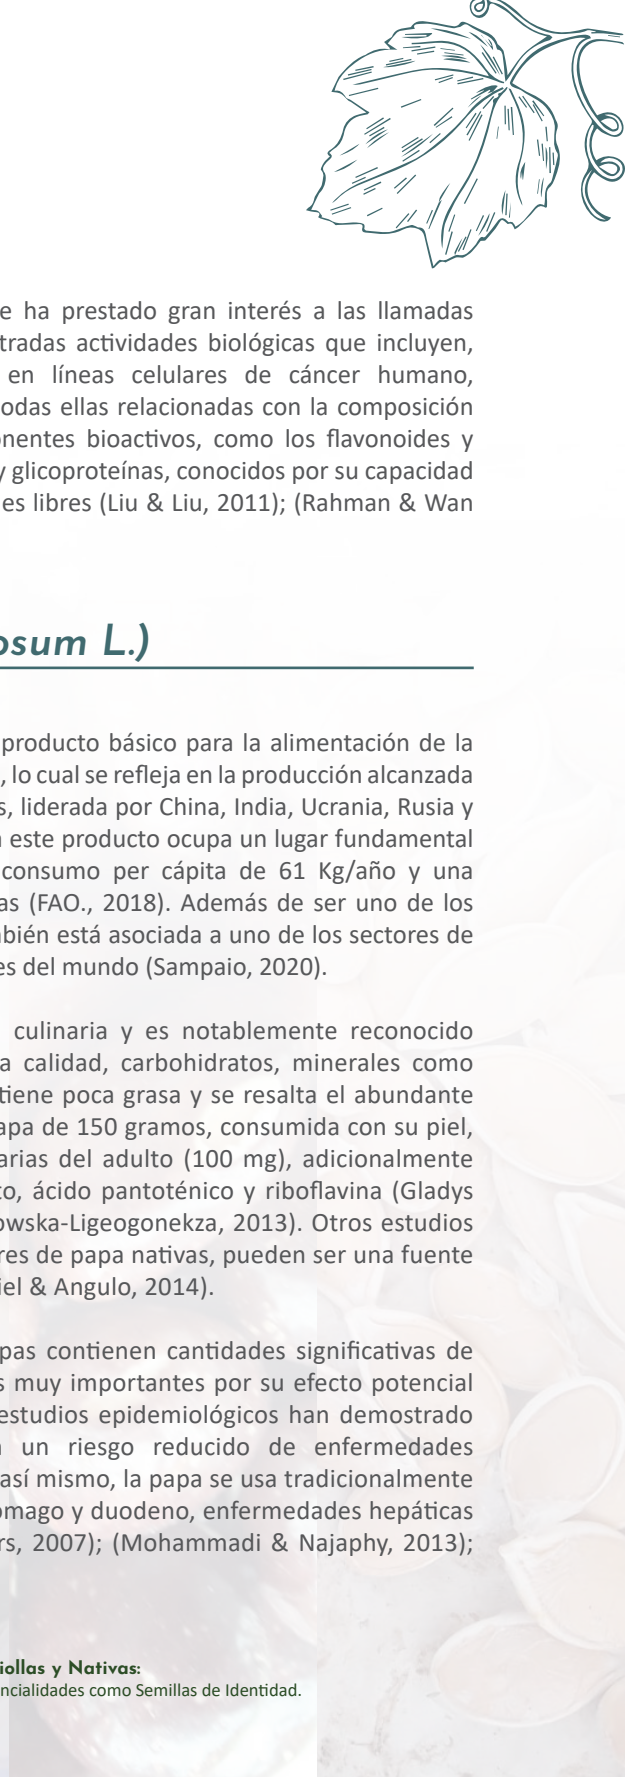 e ha prestado gran interés a las llamadas
tradas actividades biológicas que incluyen,
en líneas celulares de cáncer humano,
odas ellas relacionadas con la composición
onentes bioactivos, como los flavonoides y
y glicoproteínas, conocidos por su capacidad
es libres (Liu & Liu, 2011); (Rahman & Wan
osum L.)
producto básico para la alimentación de la
, lo cual se refleja en la producción alcanzada
s, liderada por China, India, Ucrania, Rusia y
a este producto ocupa un lugar fundamental
consumo per cápita de 61 Kg/año y una
as (FAO., 2018). Además de ser uno de los
mbién está asociada a uno de los sectores de
es del mundo (Sampaio, 2020).
culinaria y es notablemente reconocido
a calidad, carbohidratos, minerales como
tiene poca grasa y se resalta el abundante
apa de 150 gramos, consumida con su piel,
arias del adulto (100 mg), adicionalmente
to, ácido pantoténico y riboflavina (Gladys
owska-Ligeogonekza, 2013). Otros estudios
res de papa nativas, pueden ser una fuente
iel & Angulo, 2014).
pas contienen cantidades significativas de
s muy importantes por su efecto potencial
estudios epidemiológicos han demostrado
n un riesgo reducido de enfermedades
así mismo, la papa se usa tradicionalmente
omago y duodeno, enfermedades hepáticas
rs, 2007); (Mohammadi & Najaphy, 2013);
iollas y Nativas:
ncialidades como Semillas de Identidad.